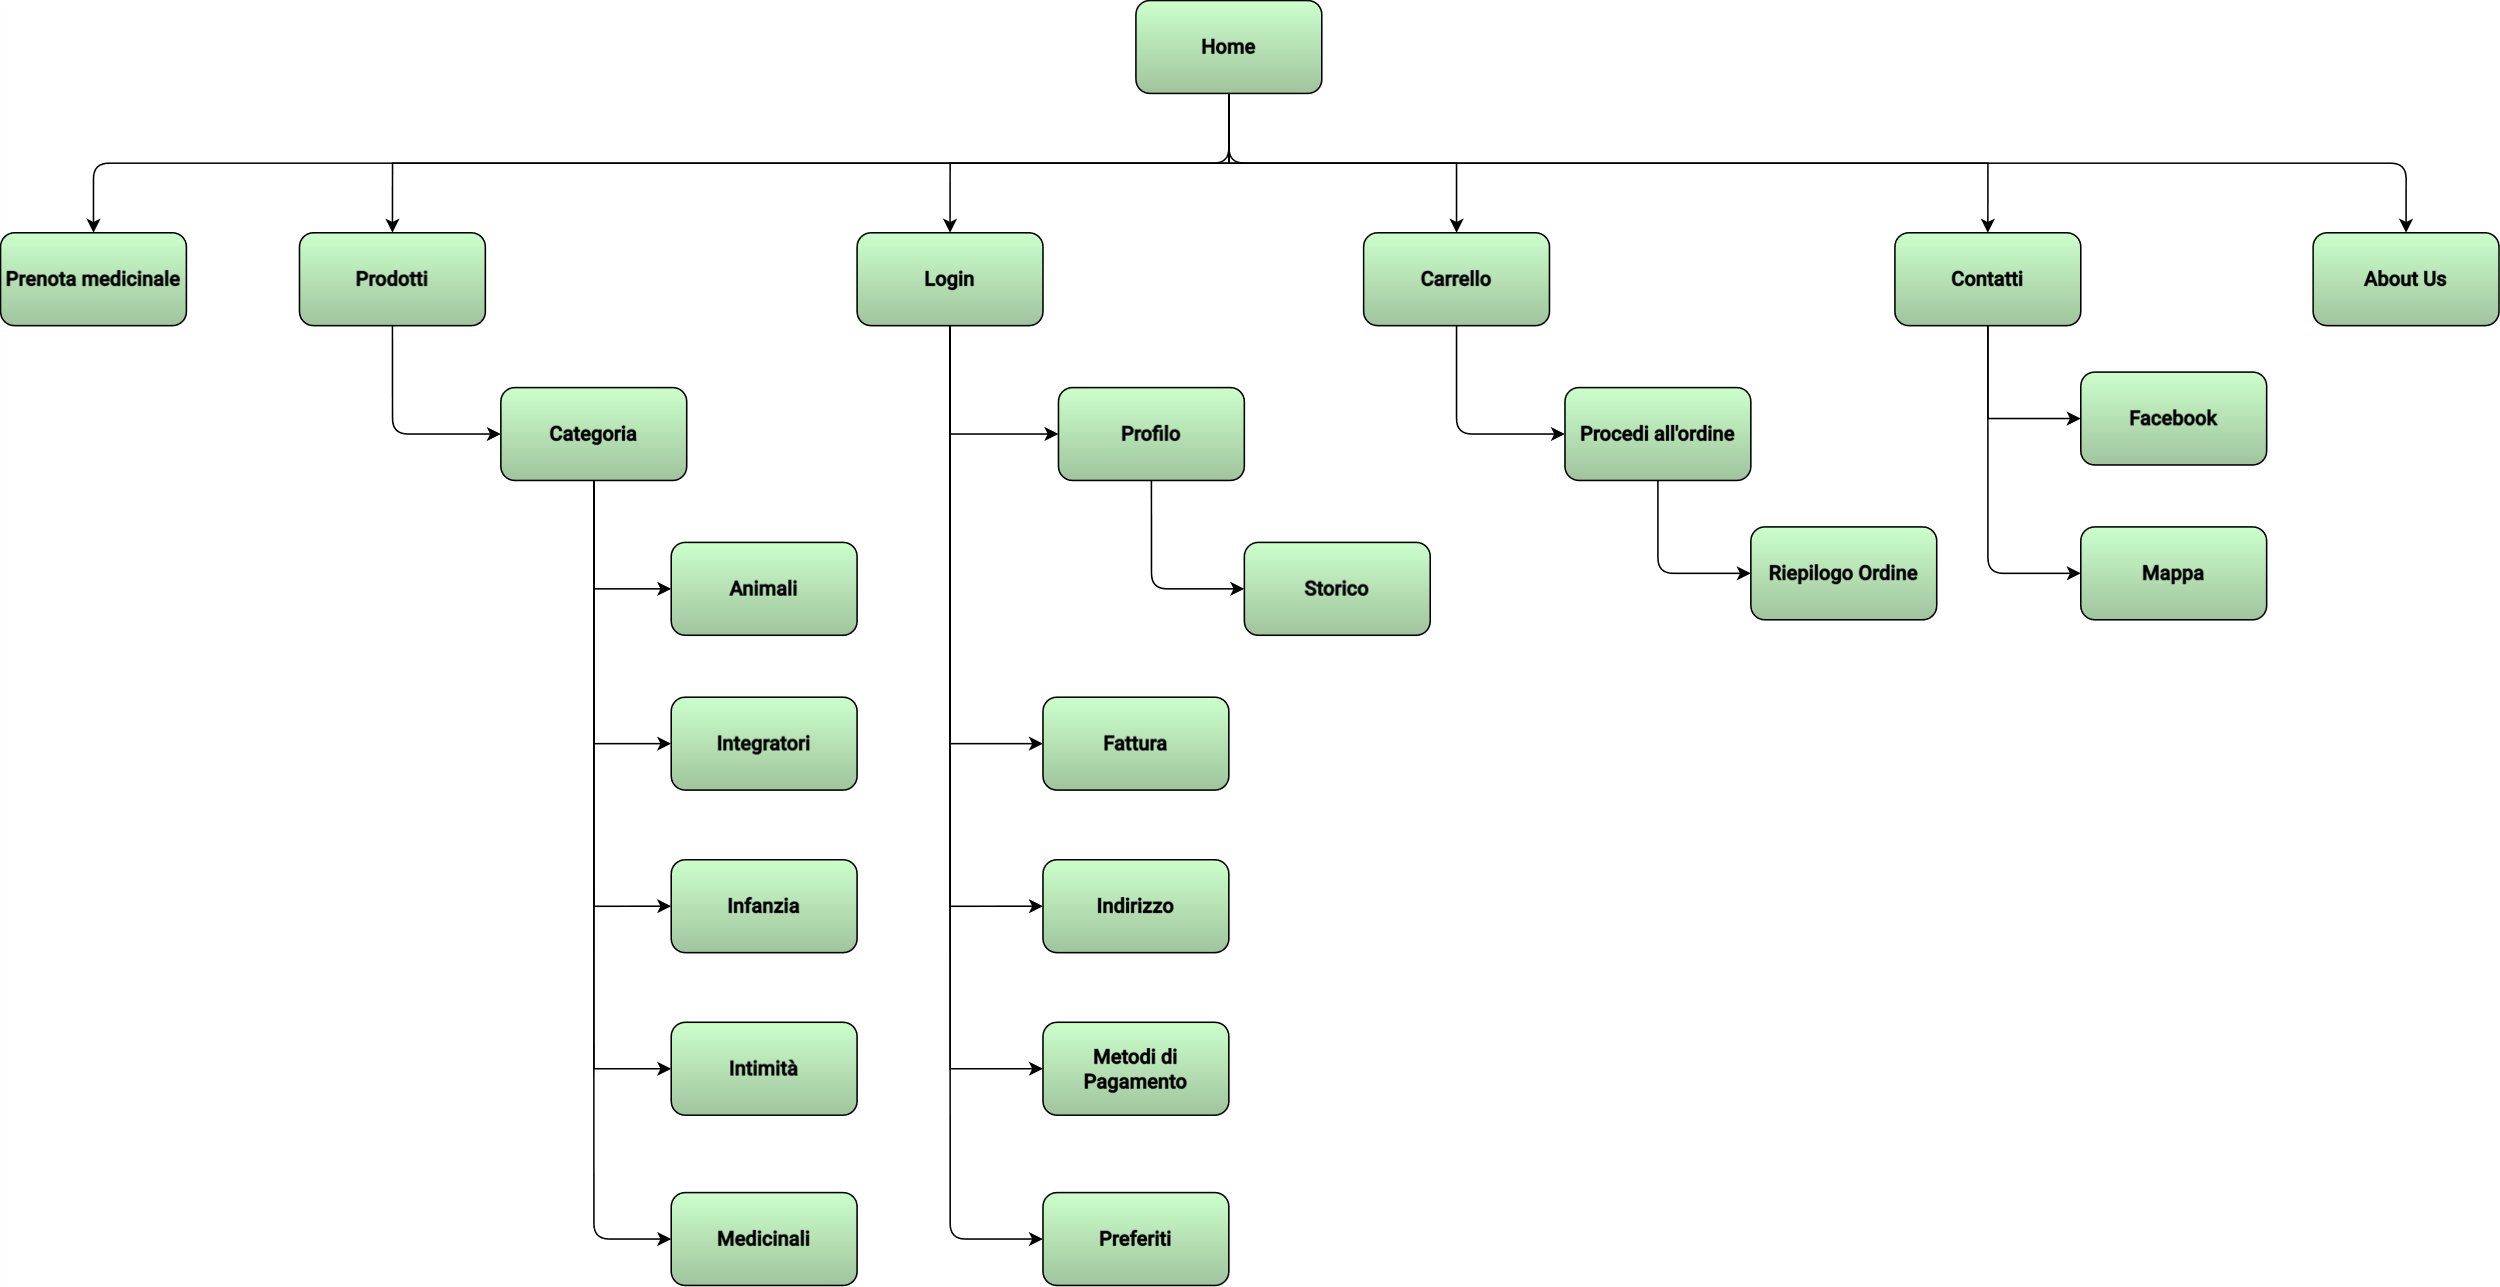 Home
Prenota medicinale
Prodotti
Login
Carrello
Contatti
About Us
Categoria
Profilo
Procedi all'ordine
Facebook
Animali
Storico
Riepilogo Ordine
Mappa
Integratori
Fattura
Infanzia
Indirizzo
Intimità
Metodi di
Pagamento
Medicinali
Preferiti